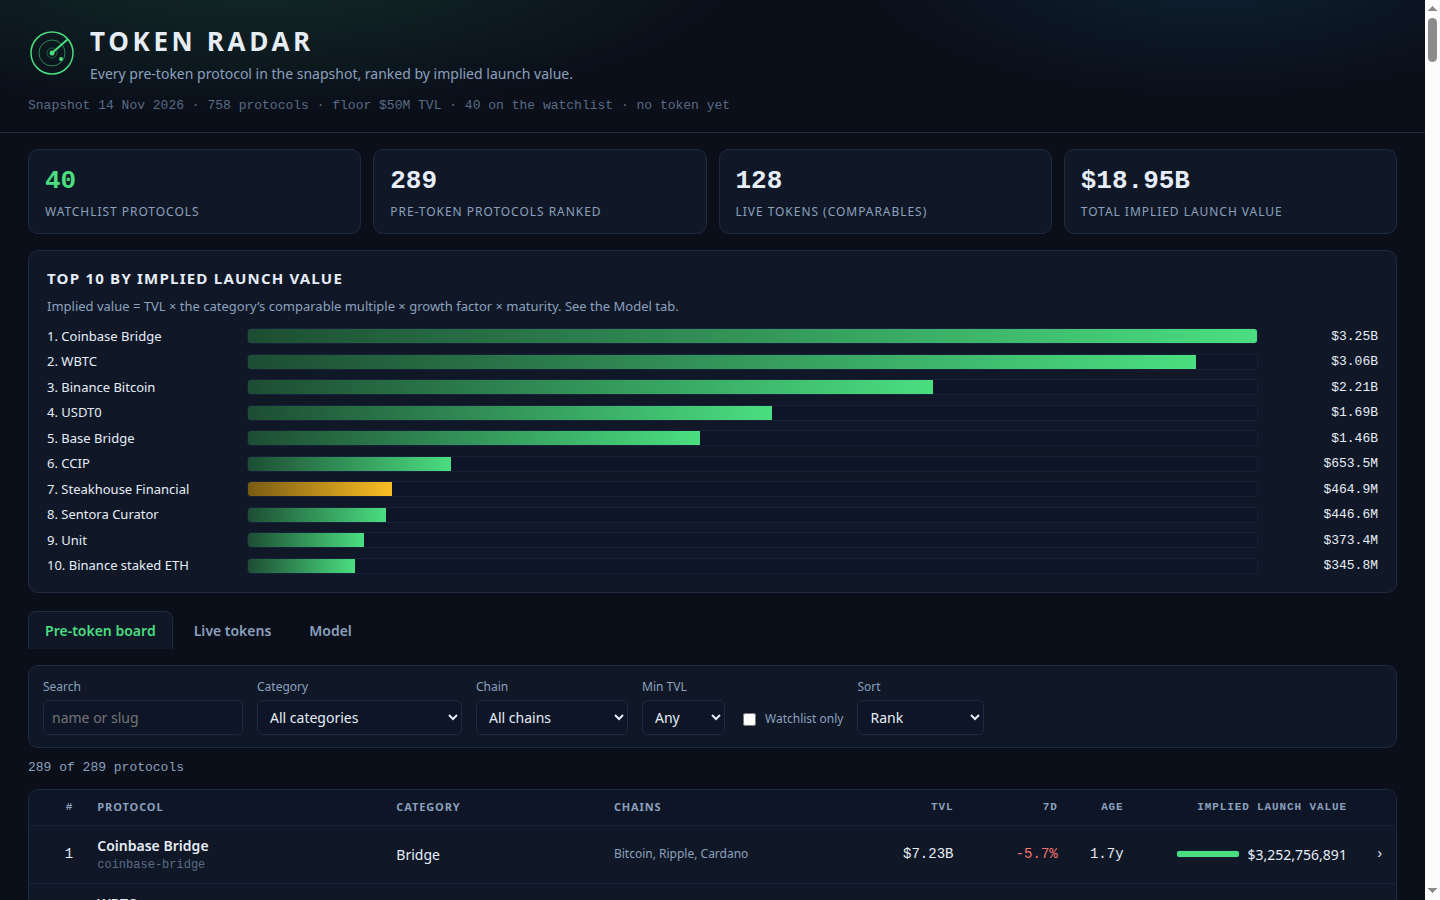 TOKEN RADAR
Every pre-token protocol in the snapshot, ranked by implied launch value.
Snapshot 14 Nov 2026 · 758 protocols · floor $50M TVL · 40 on the watchlist · no token yet
40
WATCHLIST PROTOCOLS
289
PRE-TOKEN PROTOCOLS RANKED
128
LIVE TOKENS (COMPARABLES)
$18.95B
TOTAL IMPLIED LAUNCH VALUE
TOP 10 BY IMPLIED LAUNCH VALUE
Implied value = TVL × the category's comparable multiple × growth factor × maturity. See the Model tab.
1. Coinbase Bridge $3.25B
2. WBTC $3.06B
3. Binance Bitcoin $2.21B
4. USDT0 $1.69B
5. Base Bridge $1.46B
6. CCIP $653.5M
7. Steakhouse Financial $464.9M
8. Sentora Curator $446.6M
9. Unit $373.4M
10. Binance staked ETH $345.8M
Pre-token board Live tokens Model
Search Category Chain Min TVL Sort
name or slug All categories All chains Any Watchlist only Rank
289 of 289 protocols
# PROTOCOL CATEGORY CHAINS TVL 7D AGE IMPLIED LAUNCH VALUE
1 Coinbase Bridge Bridge Bitcoin, Ripple, Cardano $7.23B -5.7% 1.7y $3,252,756,891 ›
coinbase-bridge